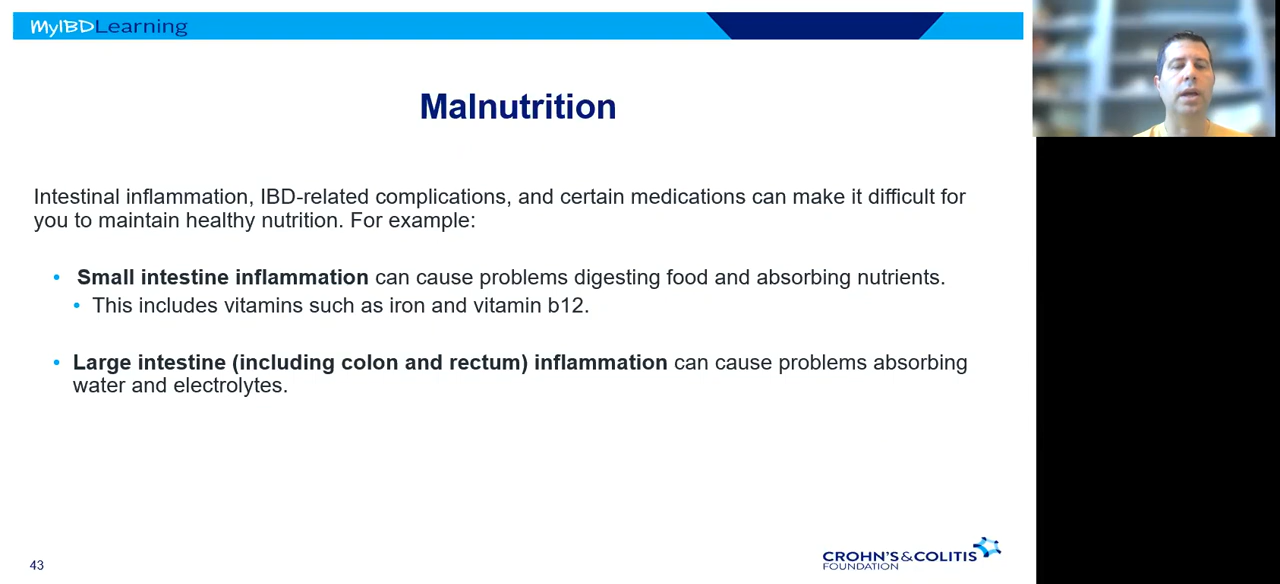 MyIBDLearning
Malnutrition
Intestinal inflammation, IBD-related complications, and certain medications can make it difficult for
you to maintain healthy nutrition. For example:
• Small intestine inflammation can cause problems digesting food and absorbing nutrients.
• This includes vitamins such as iron and vitamin b12.
• Large intestine (including colon and rectum) inflammation can cause problems absorbing
water and electrolytes.
43
CROHN'S & COLITIS
FOUNDATION